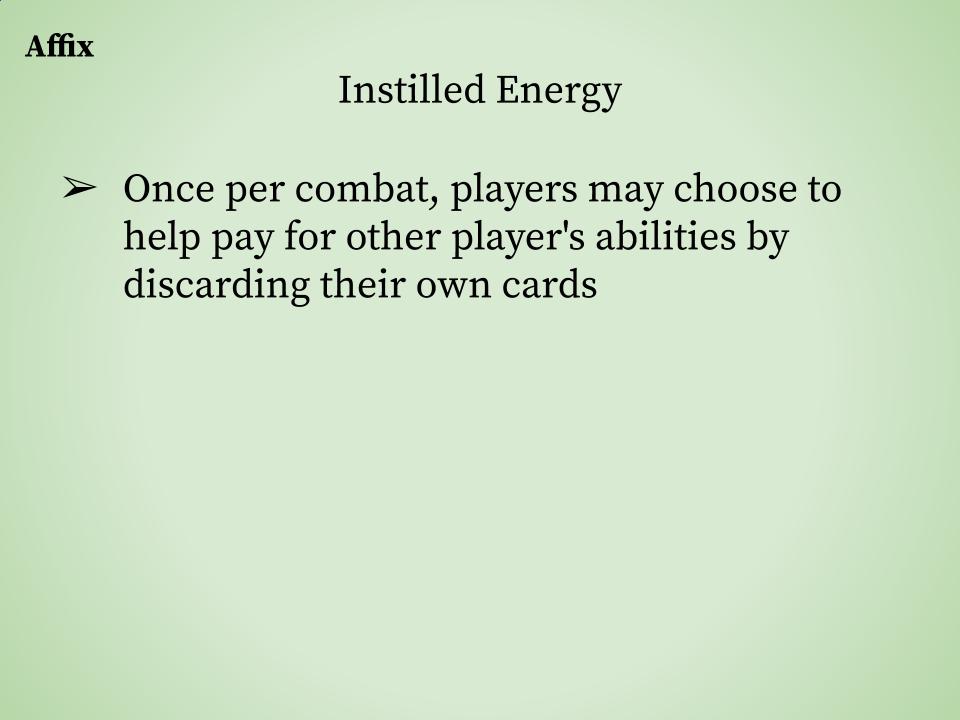 Affix
Instilled Energy
➢ Once per combat, players may choose to
help pay for other player's abilities by
discarding their own cards